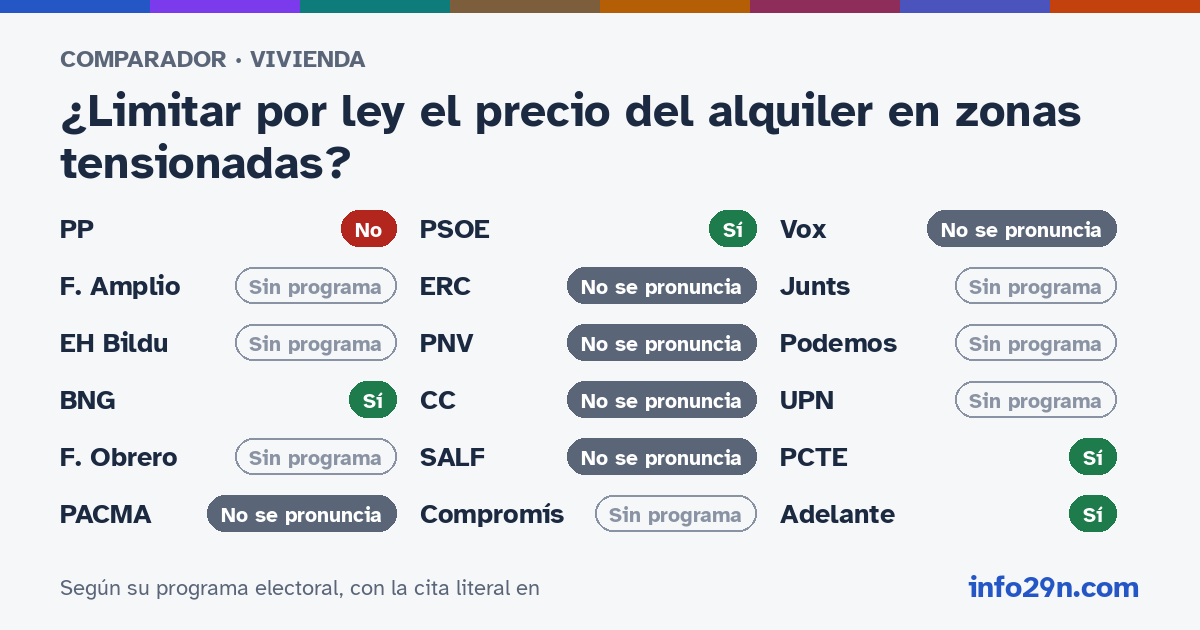 COMPARADOR · VIVIENDA
¿Limitar por ley el precio del alquiler en zonas
tensionadas?
PP No PSOE Sí Vox No se pronuncia
F. Amplio Sin programa ERC No se pronuncia Junts Sin programa
EH Bildu Sin programa PNV No se pronuncia Podemos Sin programa
BNG Sí CC No se pronuncia UPN Sin programa
F. Obrero Sin programa SALF No se pronuncia PCTE Sí
PACMA No se pronuncia Compromís Sin programa Adelante Sí
Según su programa electoral, con la cita literal en info29n.com